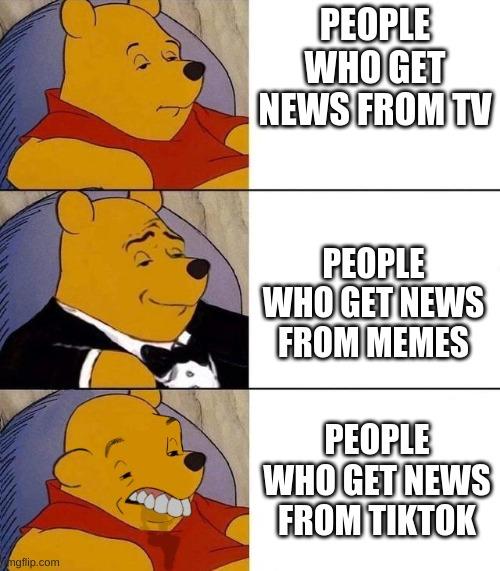 PEOPLE
WHO GET
NEWS FROM TV
PEOPLE
WHO GET NEWS
FROM MEMES
PEOPLE
WHO GET NEWS
FROM TIKTOK
imgflip.com